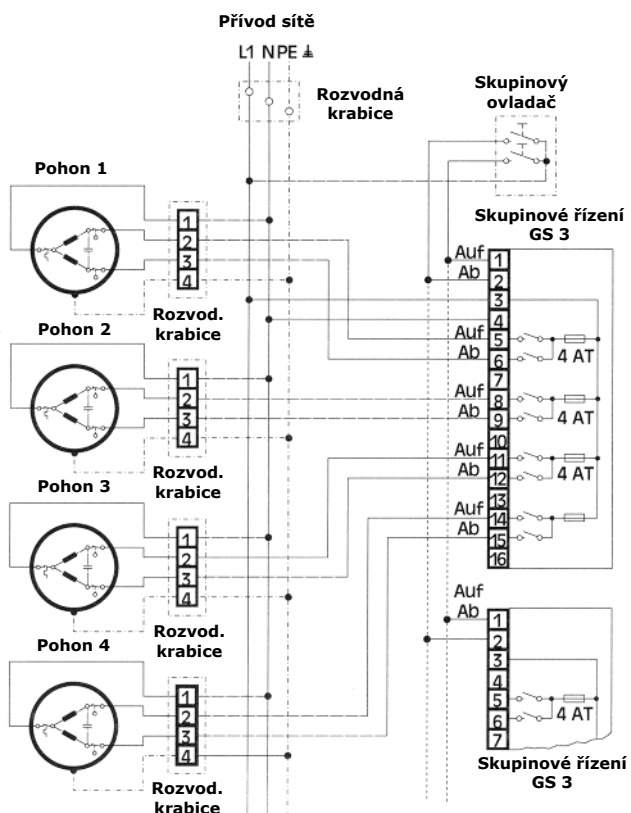 Přívod sítě
L1 N PE
Rozvodná
krabice
Skupinový
ovladač
Pohon 1
1
2
3
4
Rozvod.
krabice
Skupinové řízení
GS 3
Auf
Ab
Auf
Ab
Auf
Ab
Auf
Ab
Auf
Ab
1
2
3
4
5
6
7
8
9
10
11
12
13
14
15
16
4 AT
4 AT
4 AT
Pohon 2
1
2
3
4
Rozvod.
krabice
Pohon 3
1
2
3
4
Rozvod.
krabice
Pohon 4
1
2
3
4
Rozvod.
krabice
Auf
Ab
1
2
3
4
5
6
7
4 AT
Skupinové řízení
GS 3